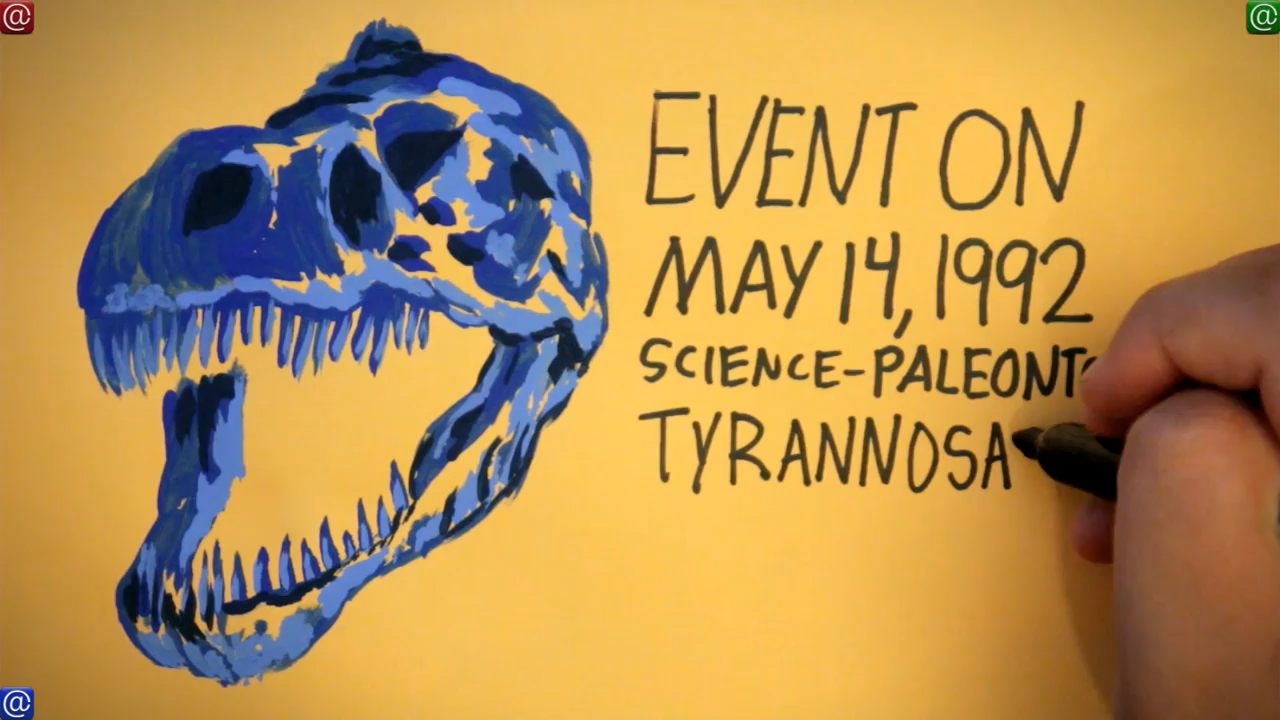 @ @
EVENT ON
MAY 14, 1992
SCIENCE-PALEONT
TYRANNOSA
@